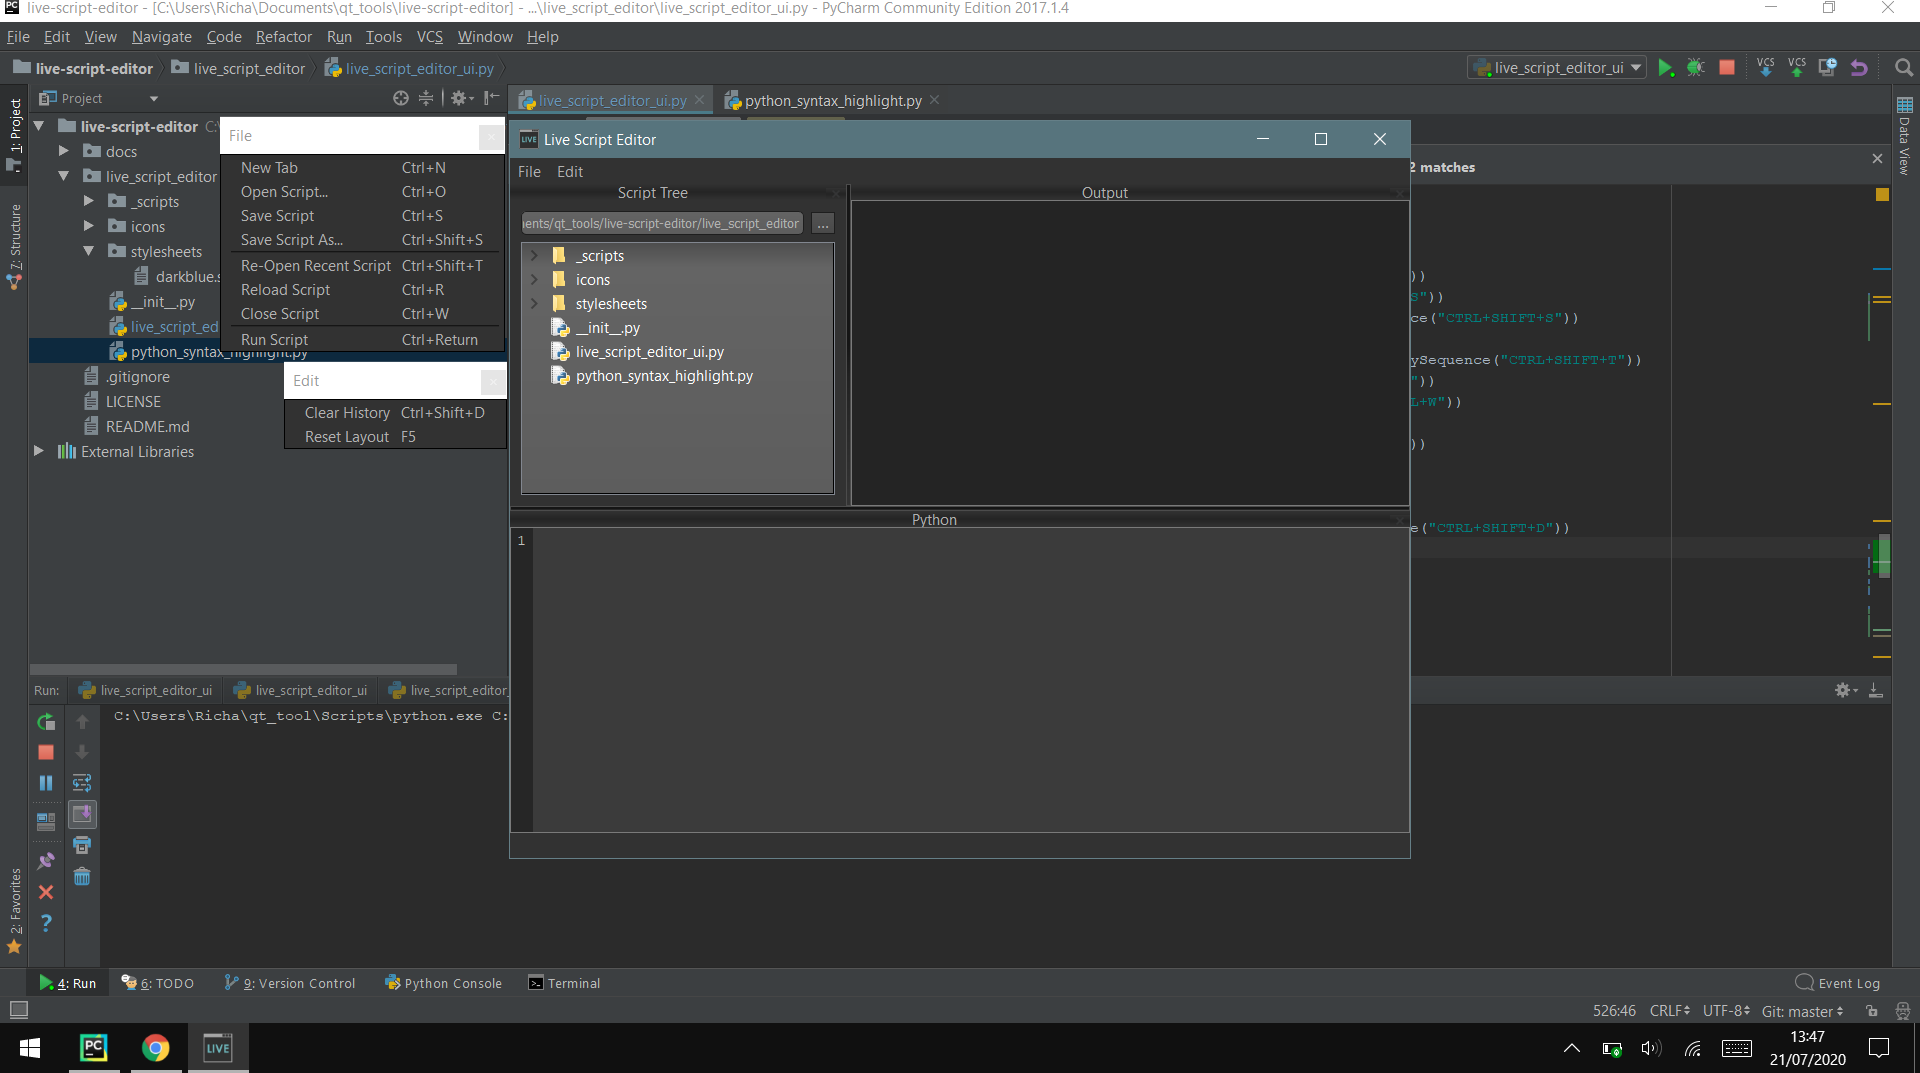 live-script-editor - [C:\Users\Richa\Documents\qt_tools\live-script-editor] - ...\live_script_editor\live_script_editor_ui.py - PyCharm Community Edition 2017.1.4
File Edit View Navigate Code Refactor Run Tools VCS Window Help
live-script-editor live_script_editor live_script_editor_ui.py
live_script_editor_ui VCS VCS
Project
live_script_editor_ui.py python_syntax_highlight.py
1: Project
7: Structure
2: Favorites
Data View
live-script-editor C:\
docs
live_script_editor
_scripts
icons
stylesheets
darkblue.s
__init__.py
live_script_ed
python_syntax_highlight.py
.gitignore
LICENSE
README.md
External Libraries
File
New Tab Ctrl+N
Open Script... Ctrl+O
Save Script Ctrl+S
Save Script As... Ctrl+Shift+S
Re-Open Recent Script Ctrl+Shift+T
Reload Script Ctrl+R
Close Script Ctrl+W
Run Script Ctrl+Return
Edit
Clear History Ctrl+Shift+D
Reset Layout F5
LIVE Live Script Editor
File Edit
Script Tree
Output
ents/qt_tools/live-script-editor/live_script_editor ...
_scripts
icons
stylesheets
__init__.py
live_script_editor_ui.py
python_syntax_highlight.py
Python
1
2 matches
))
S"))
ce("CTRL+SHIFT+S"))
ySequence("CTRL+SHIFT+T"))
"))
L+W"))
))
e("CTRL+SHIFT+D"))
Run: live_script_editor_ui live_script_editor_ui live_script_editor_
C:\Users\Richa\qt_tool\Scripts\python.exe C:
4: Run 6: TODO 9: Version Control Python Console Terminal Event Log
526:46 CRLF UTF-8 Git: master
PC LIVE
13:47
21/07/2020